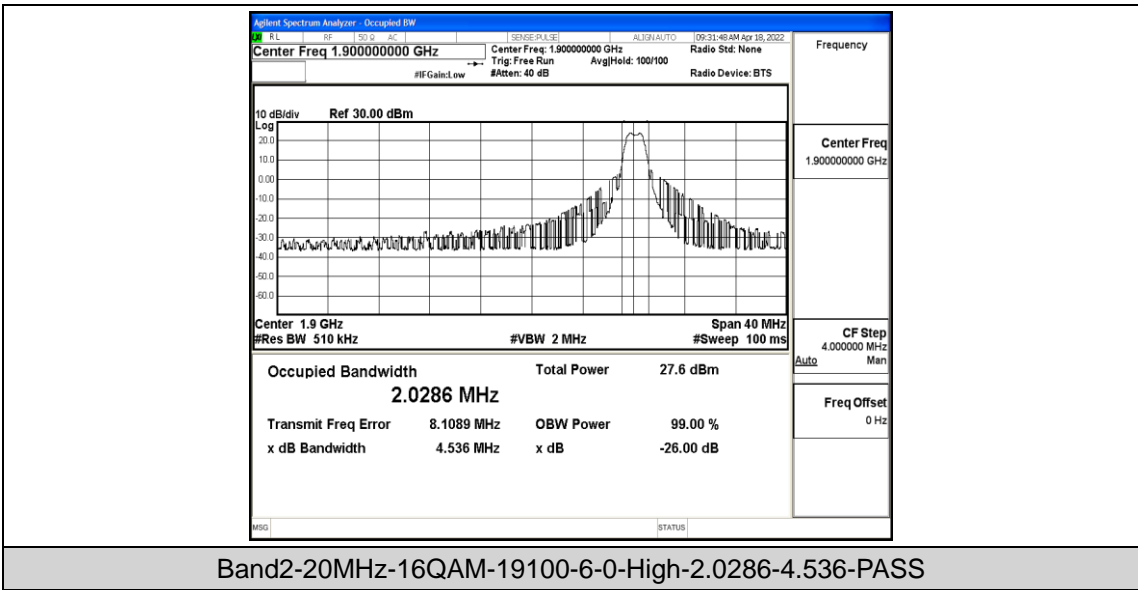 Agilent Spectrum Analyzer - Occupied BW
LXI RL RF 50 Ω AC SENSE:PULSE ALIGNAUTO 09:31:48 AM Apr 18, 2022
Center Freq 1.900000000 GHz
Center Freq: 1.900000000 GHz
Radio Std: None
Trig: Free Run Avg|Hold: 100/100
#IFGain:Low #Atten: 40 dB Radio Device: BTS
Frequency
10 dB/div Ref 30.00 dBm
Log
20.0
10.0
0.00
-10.0
-20.0
-30.0
-40.0
-50.0
-60.0
Center 1.9 GHz Span 40 MHz
#Res BW 510 kHz #VBW 2 MHz #Sweep 100 ms
Occupied Bandwidth Total Power 27.6 dBm
2.0286 MHz
Transmit Freq Error 8.1089 MHz OBW Power 99.00 %
x dB Bandwidth 4.536 MHz x dB -26.00 dB
Center Freq
1.900000000 GHz
CF Step
4.000000 MHz
Auto Man
Freq Offset
0 Hz
MSG STATUS
Band2-20MHz-16QAM-19100-6-0-High-2.0286-4.536-PASS